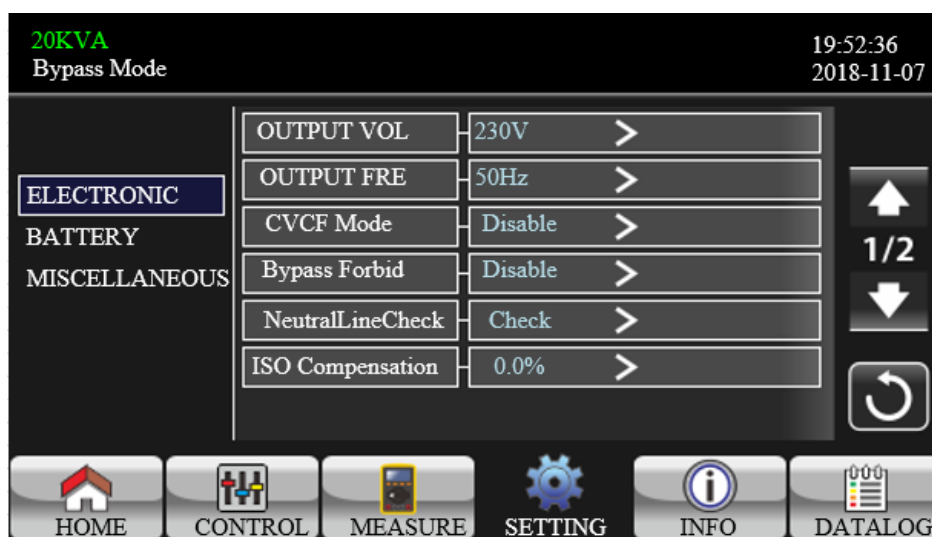 20KVA
Bypass Mode
19:52:36
2018-11-07
ELECTRONIC
BATTERY
MISCELLANEOUS
OUTPUT VOL 230V
OUTPUT FRE 50Hz
CVCF Mode Disable
Bypass Forbid Disable
NeutralLineCheck Check
ISO Compensation 0.0%
1/2
HOME CONTROL MEASURE SETTING INFO DATALOG